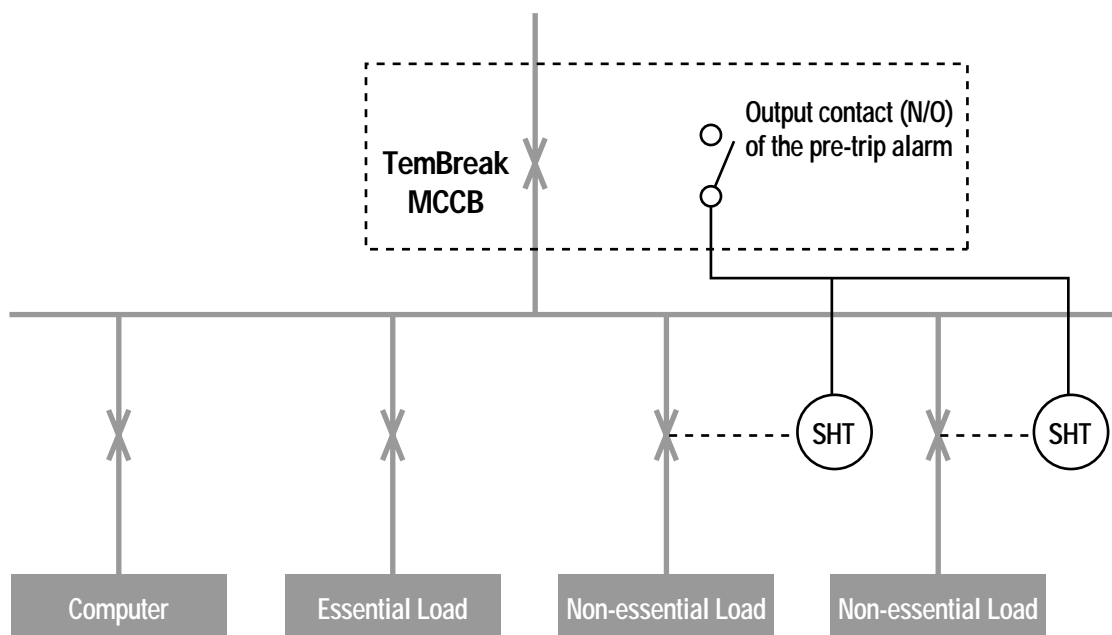 Output contact (N/O)
of the pre-trip alarm
TemBreak
MCCB
SHT
SHT
Computer
Essential Load
Non-essential Load
Non-essential Load